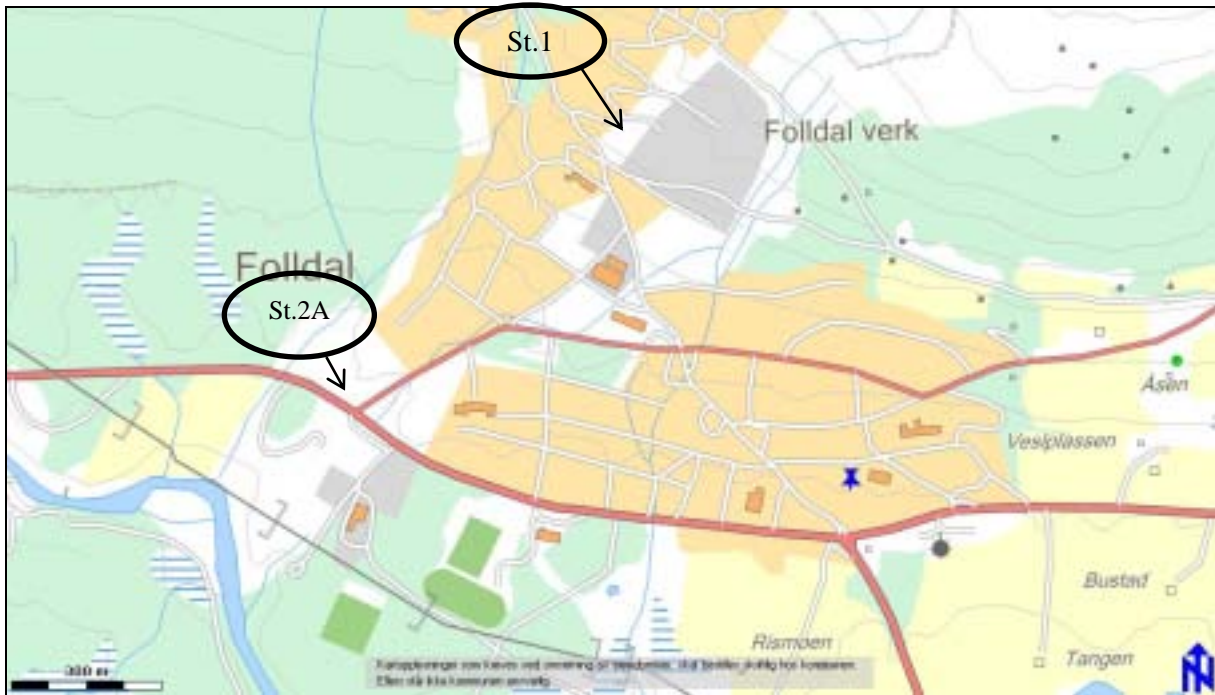 St.1
Folldal verk
Folldal
St.2A
Åsen
Veslplassen
Bustad
Rismoen
Tangen
300 m
N